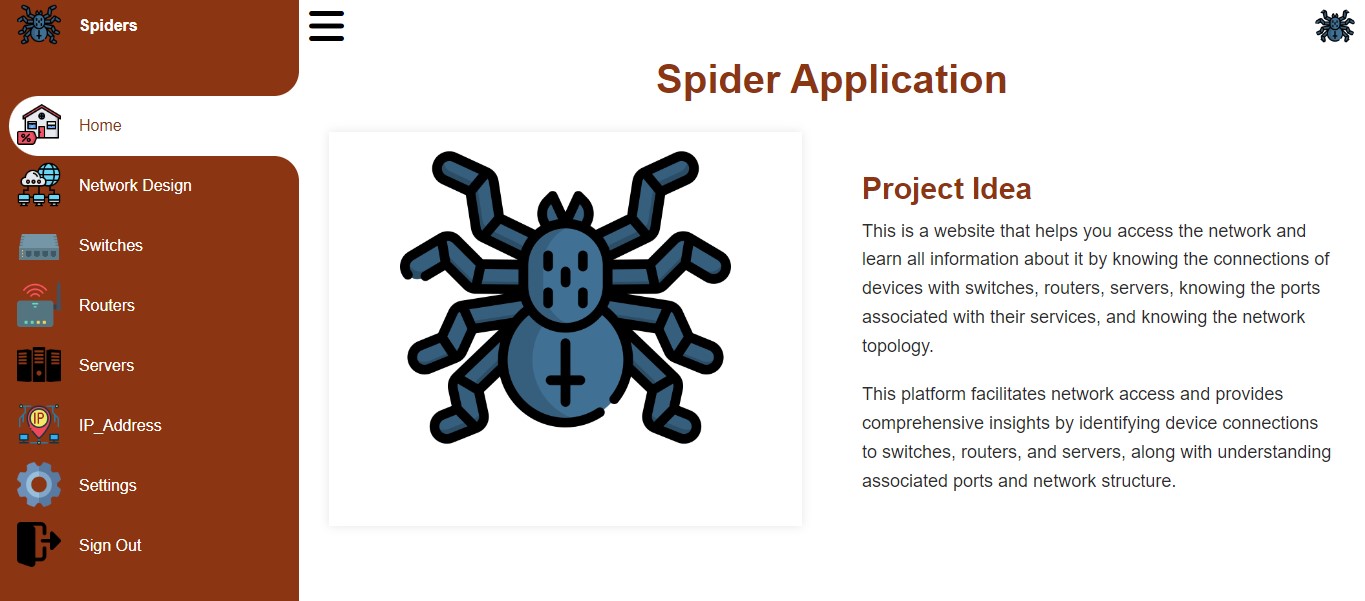 Spiders
Home
Network Design
Switches
Routers
Servers
IP_Address
Settings
Sign Out
Spider Application
Project Idea
This is a website that helps you access the network and
learn all information about it by knowing the connections of
devices with switches, routers, servers, knowing the ports
associated with their services, and knowing the network
topology.
This platform facilitates network access and provides
comprehensive insights by identifying device connections
to switches, routers, and servers, along with understanding
associated ports and network structure.
%
IP